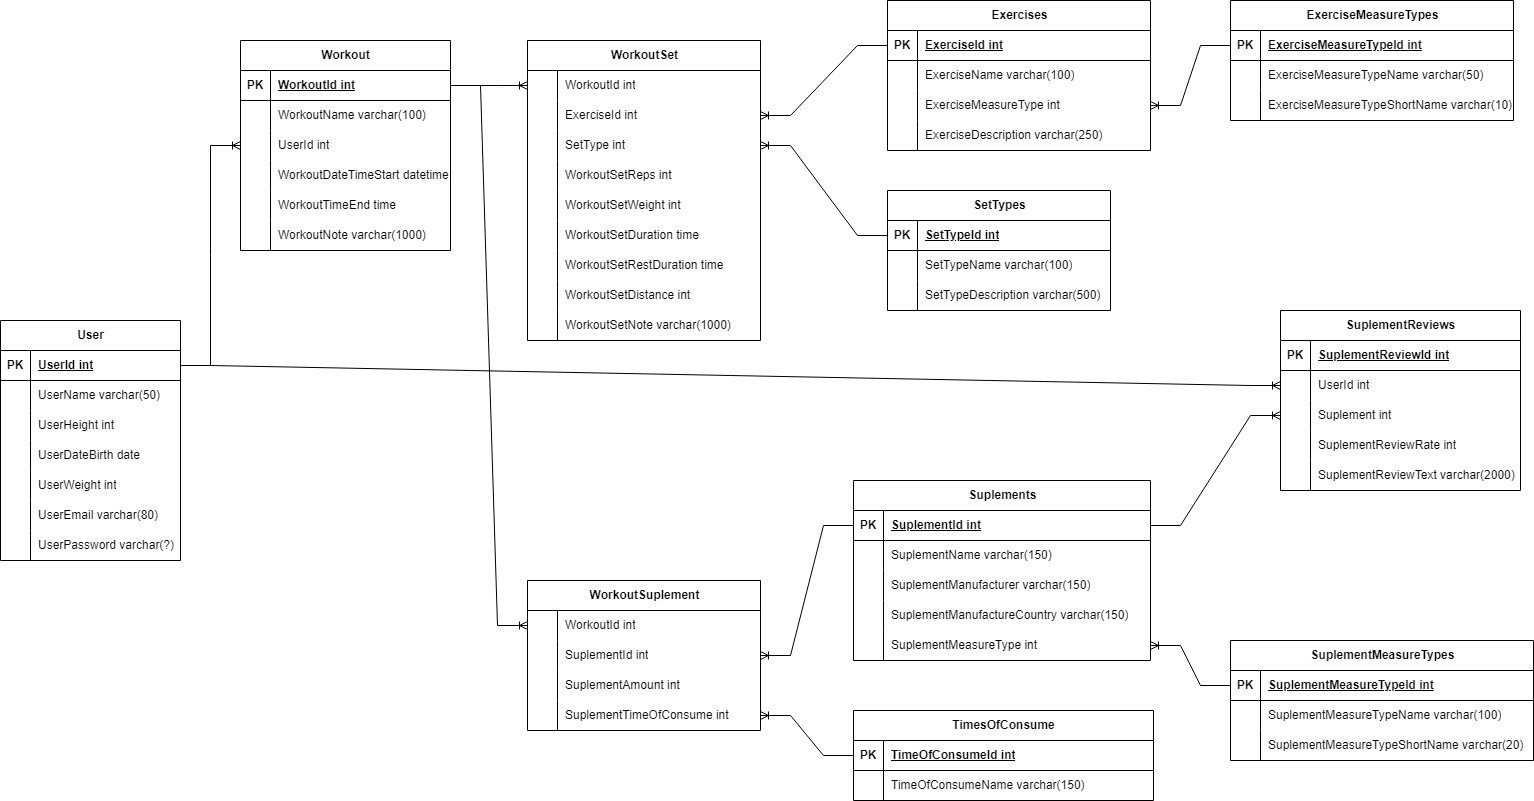 Workout
PK WorkoutId int
WorkoutName varchar(100)
UserId int
WorkoutDateTimeStart datetime
WorkoutTimeEnd time
WorkoutNote varchar(1000)
WorkoutSet
WorkoutId int
ExerciseId int
SetType int
WorkoutSetReps int
WorkoutSetWeight int
WorkoutSetDuration time
WorkoutSetRestDuration time
WorkoutSetDistance int
WorkoutSetNote varchar(1000)
Exercises
PK ExerciseId int
ExerciseName varchar(100)
ExerciseMeasureType int
ExerciseDescription varchar(250)
ExerciseMeasureTypes
PK ExerciseMeasureTypeId int
ExerciseMeasureTypeName varchar(50)
ExerciseMeasureTypeShortName varchar(10)
SetTypes
PK SetTypeId int
SetTypeName varchar(100)
SetTypeDescription varchar(500)
User
PK UserId int
UserName varchar(50)
UserHeight int
UserDateBirth date
UserWeight int
UserEmail varchar(80)
UserPassword varchar(?)
SuplementReviews
PK SuplementReviewId int
UserId int
Suplement int
SuplementReviewRate int
SuplementReviewText varchar(2000)
Suplements
PK SuplementId int
SuplementName varchar(150)
SuplementManufacturer varchar(150)
SuplementManufactureCountry varchar(150)
SuplementMeasureType int
WorkoutSuplement
WorkoutId int
SuplementId int
SuplementAmount int
SuplementTimeOfConsume int
SuplementMeasureTypes
PK SuplementMeasureTypeId int
SuplementMeasureTypeName varchar(100)
SuplementMeasureTypeShortName varchar(20)
TimesOfConsume
PK TimeOfConsumeId int
TimeOfConsumeName varchar(150)